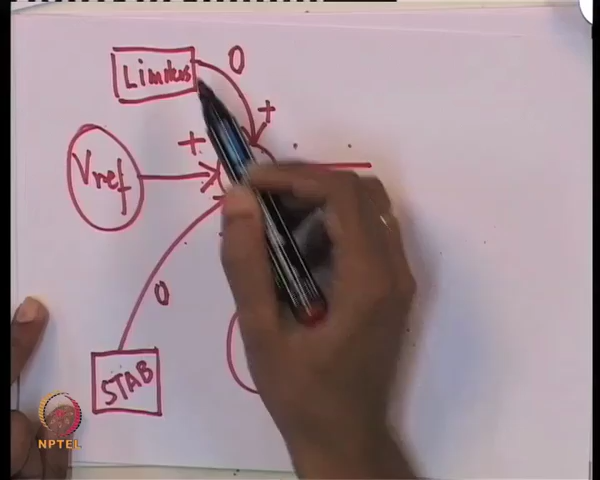 Limiters
0
+
Vref
+
0
STAB
NPTEL